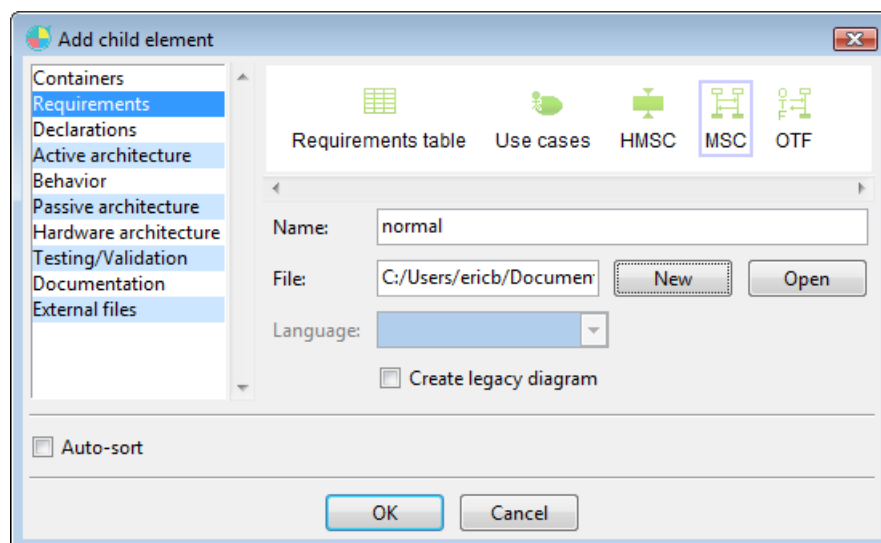 Add child element
Containers
Requirements
Declarations
Active architecture
Behavior
Passive architecture
Hardware architecture
Testing/Validation
Documentation
External files
Requirements table
Use cases
HMSC
MSC
OTF
Name:
normal
File:
C:/Users/ericb/Documen
New
Open
Language:
Create legacy diagram
Auto-sort
OK
Cancel